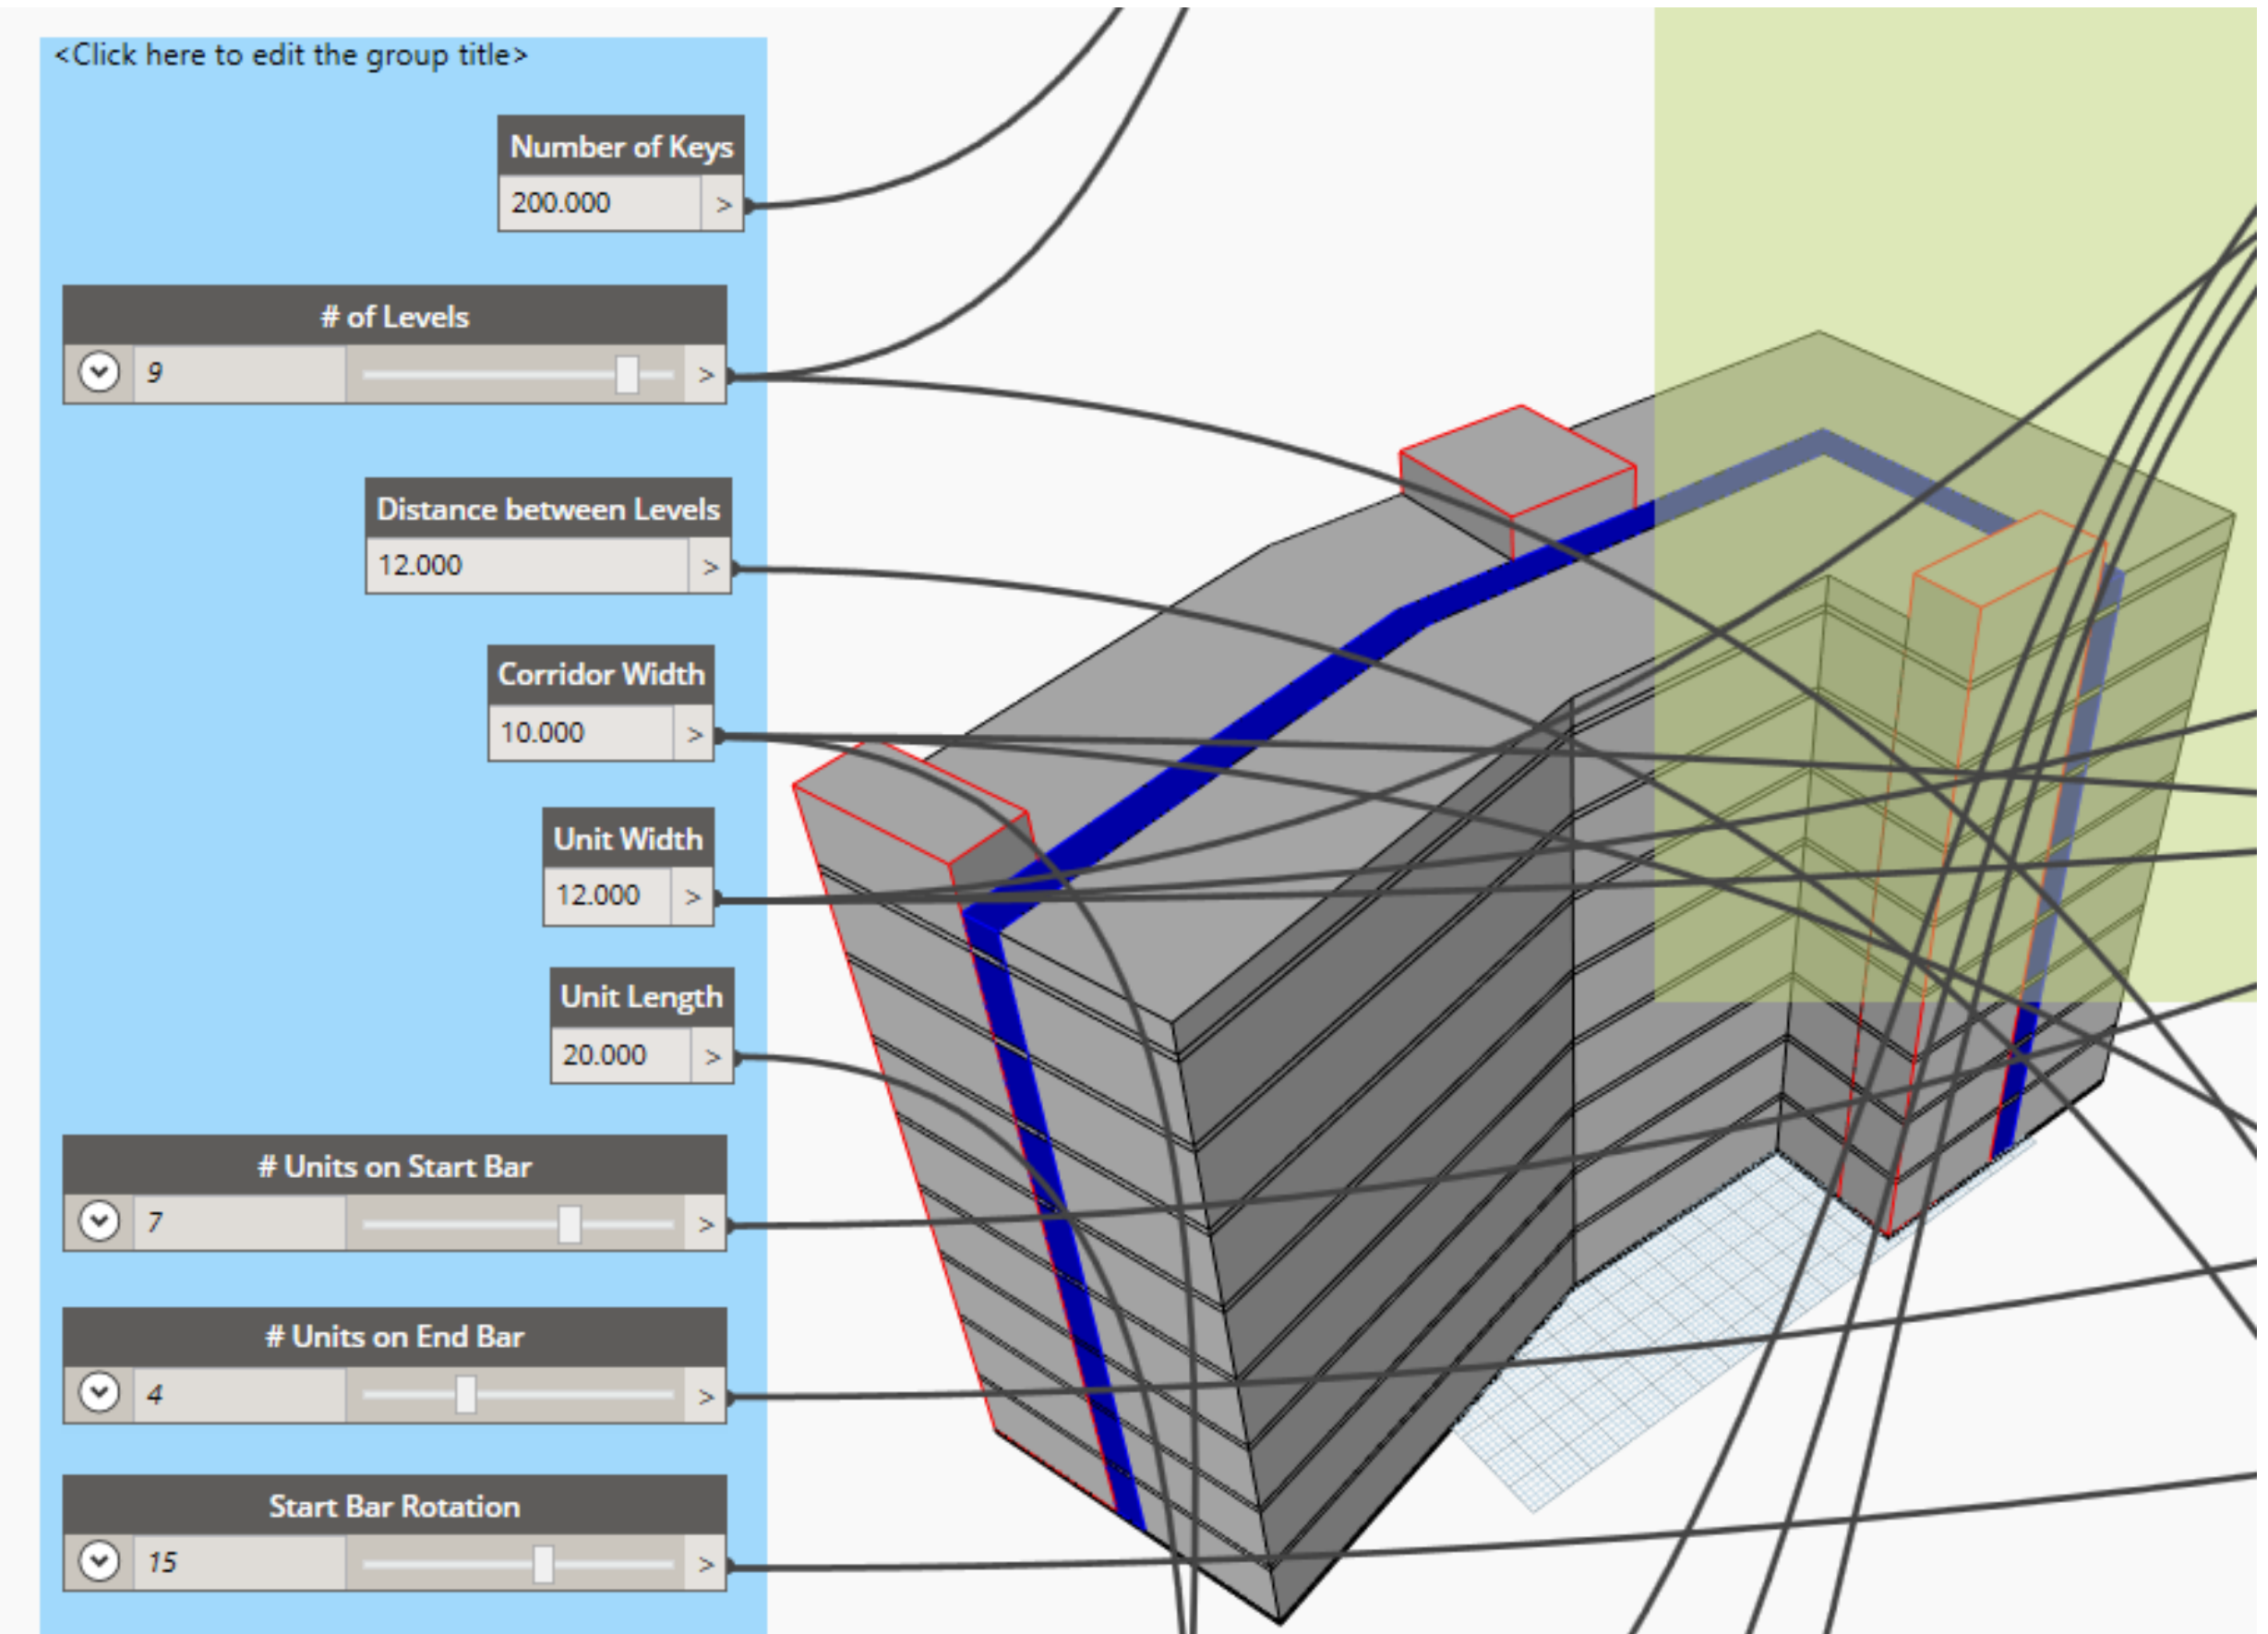 <Click here to edit the group title>
Number of Keys
200.000 >
# of Levels
9 >
Distance between Levels
12.000 >
Corridor Width
10.000 >
Unit Width
12.000 >
Unit Length
20.000 >
# Units on Start Bar
7 >
# Units on End Bar
4 >
Start Bar Rotation
15 >